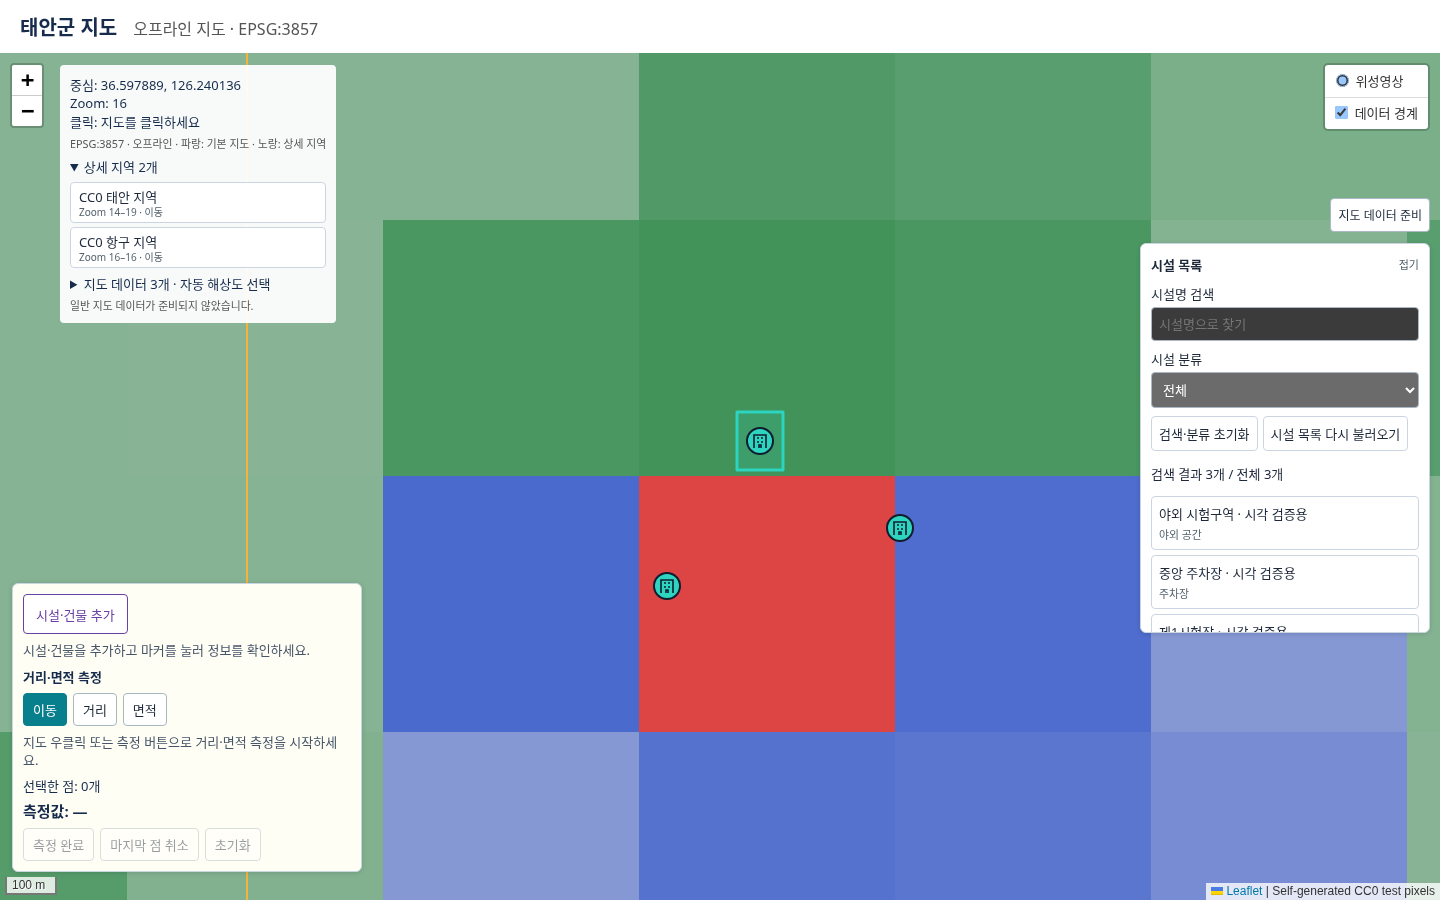 태안군 지도 오프라인 지도 · EPSG:3857
+
−
중심: 36.597889, 126.240136
Zoom: 16
클릭: 지도를 클릭하세요
EPSG:3857 · 오프라인 · 파랑: 기본 지도 · 노랑: 상세 지역
▼ 상세 지역 2개
CC0 태안 지역
Zoom 14–19 · 이동
CC0 항구 지역
Zoom 16–16 · 이동
▶ 지도 데이터 3개 · 자동 해상도 선택
일반 지도 데이터가 준비되지 않았습니다.
위성영상
데이터 경계
지도 데이터 준비
시설 목록 접기
시설명 검색
시설명으로 찾기
시설 분류
전체
검색·분류 초기화 시설 목록 다시 불러오기
검색 결과 3개 / 전체 3개
야외 시험구역 · 시각 검증용
야외 공간
중앙 주차장 · 시각 검증용
주차장
제1시험장 · 시각 검증용
시설·건물 추가
시설·건물을 추가하고 마커를 눌러 정보를 확인하세요.
거리·면적 측정
이동 거리 면적
지도 우클릭 또는 측정 버튼으로 거리·면적 측정을 시작하세
요.
선택한 점: 0개
측정값: —
측정 완료 마지막 점 취소 초기화
100 m
Leaflet | Self-generated CC0 test pixels